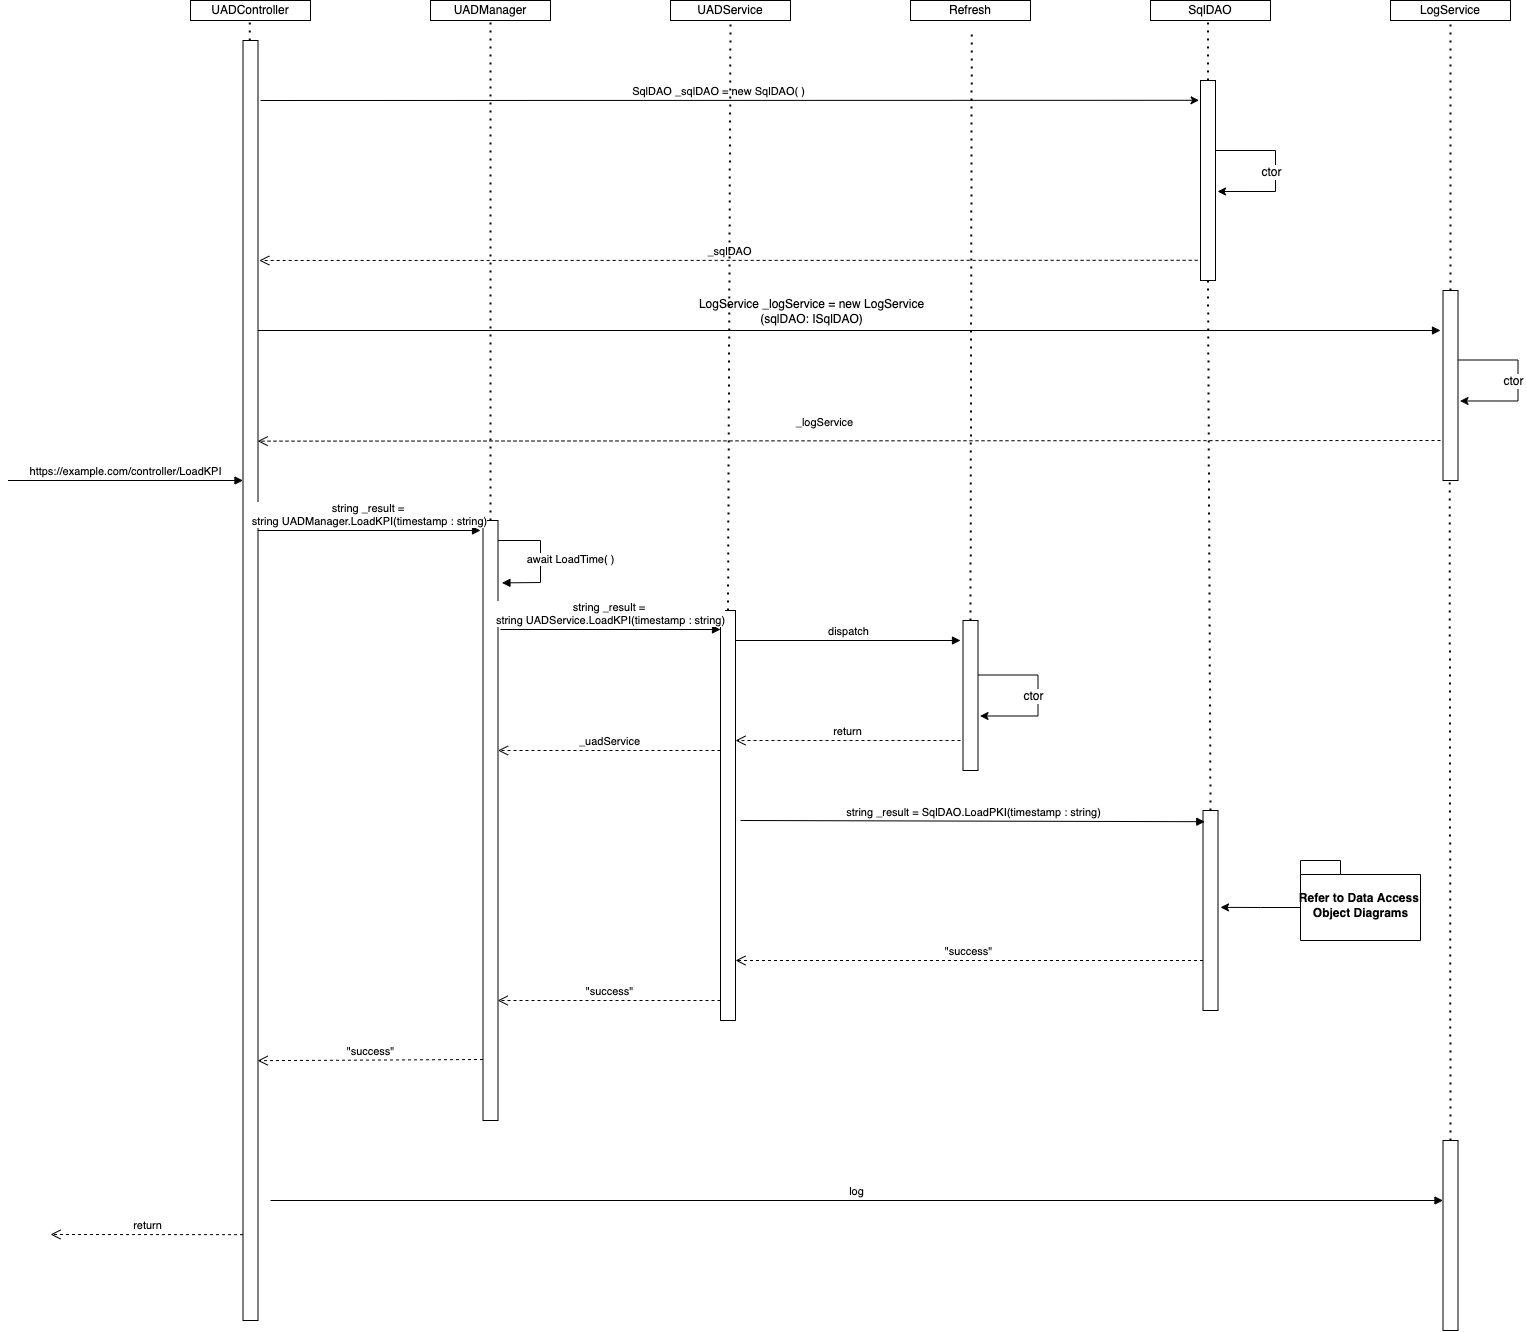 UADController
UADManager
UADService
Refresh
SqlDAO
LogService
SqlDAO _sqlDAO = new SqlDAO( )
ctor
_sqlDAO
LogService _logService = new LogService
(sqlDAO: ISqlDAO)
ctor
_logService
https://example.com/controller/LoadKPI
string _result =
string UADManager.LoadKPI(timestamp : string)
await LoadTime( )
string _result =
string UADService.LoadKPI(timestamp : string)
dispatch
ctor
return
_uadService
string _result = SqlDAO.LoadPKI(timestamp : string)
Refer to Data Access
Object Diagrams
"success"
"success"
"success"
log
return